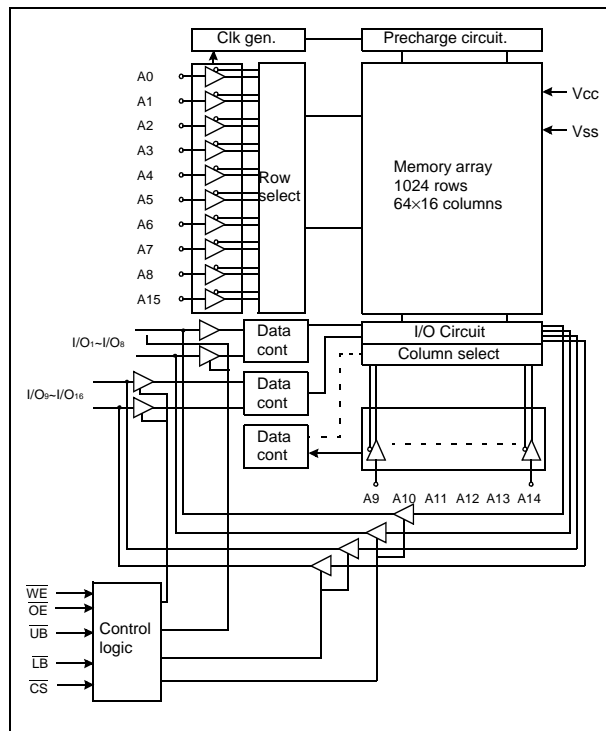 Clk gen.
Precharge circuit.
A0
A1
A2
A3
A4
A5
A6
A7
A8
A15
Row
select
Memory array
1024 rows
64×16 columns
Vcc
Vss
I/O1~I/O8
I/O9~I/O16
Data
cont
Data
cont
Data
cont
I/O Circuit
Column select
A9 A10 A11 A12 A13 A14
WE
OE
UB
LB
CS
Control
logic